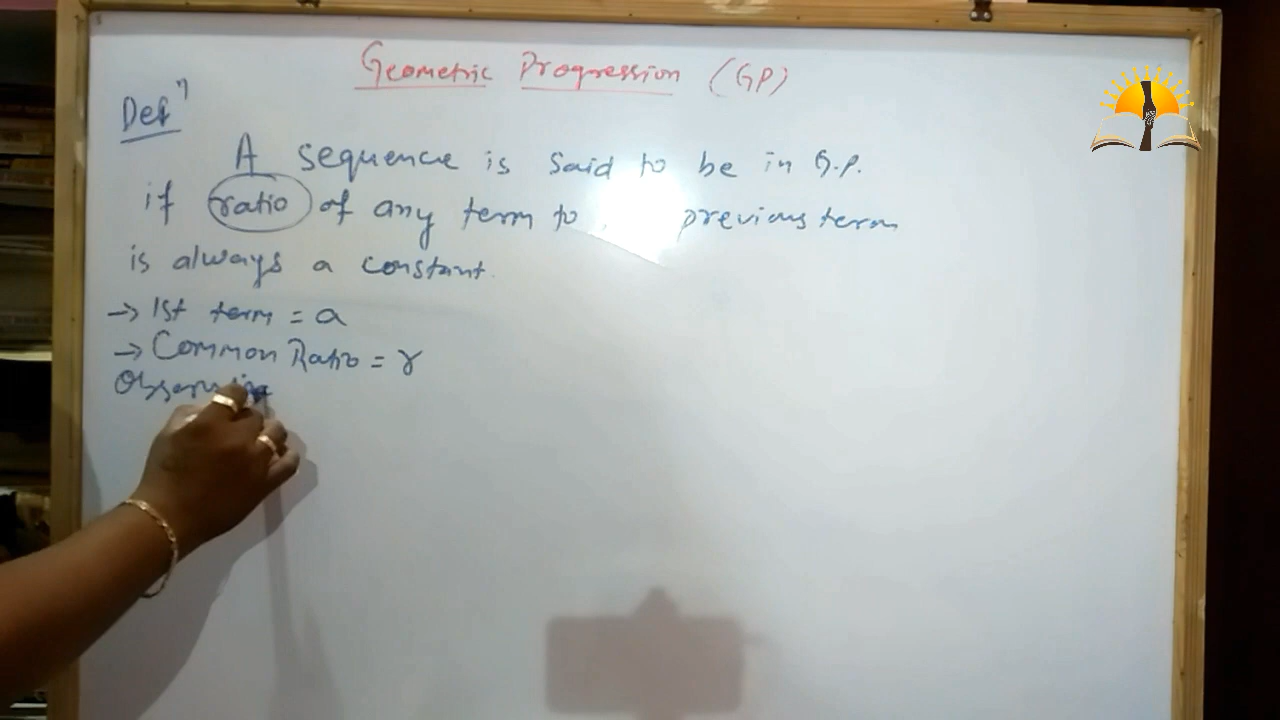 Geometric Progression (GP)
Defⁿ
A sequence is said to be in G.P.
if ratio of any term to previous term
is always a constant.
→ 1st term = a
→ Common Ratio = r